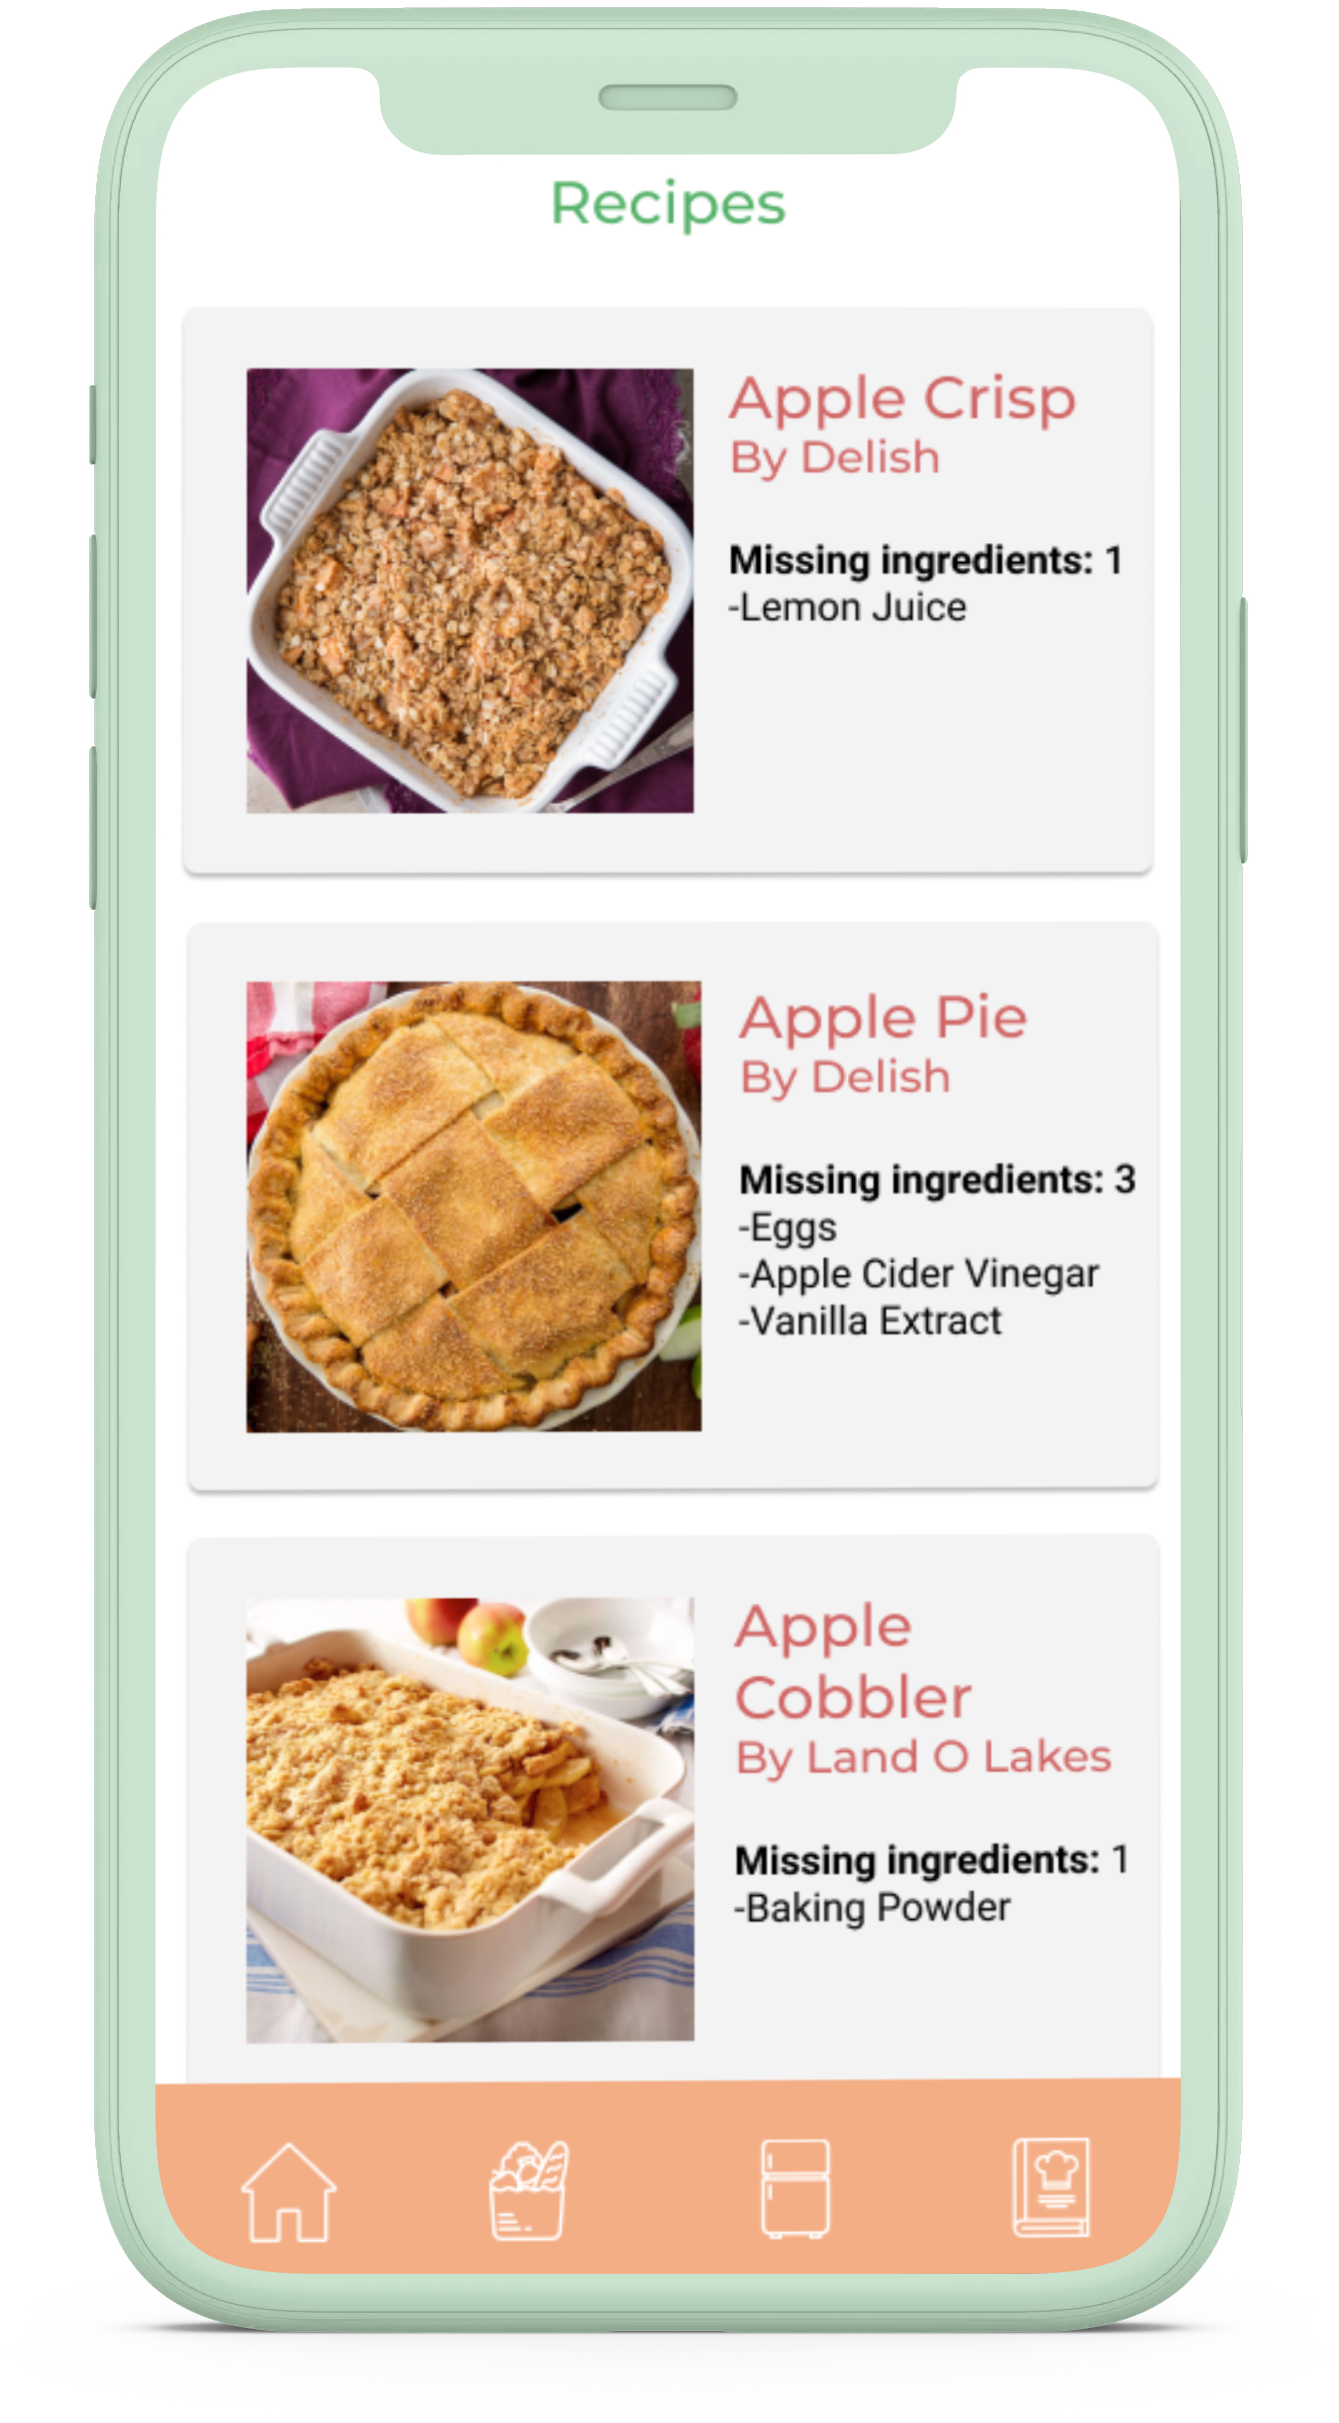 Recipes
Apple Crisp
By Delish
Missing ingredients: 1
-Lemon Juice
Apple Pie
By Delish
Missing ingredients: 3
-Eggs
-Apple Cider Vinegar
-Vanilla Extract
Apple
Cobbler
By Land O Lakes
Missing ingredients: 1
-Baking Powder